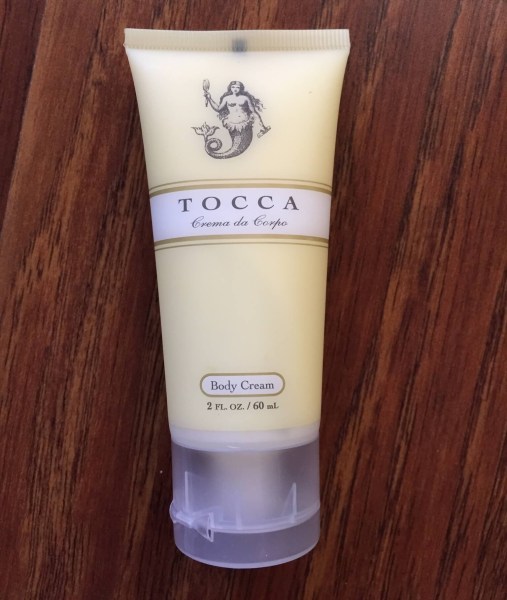 TOCCA
Crema da Corpo
Body Cream
2 FL. OZ. / 60 mL